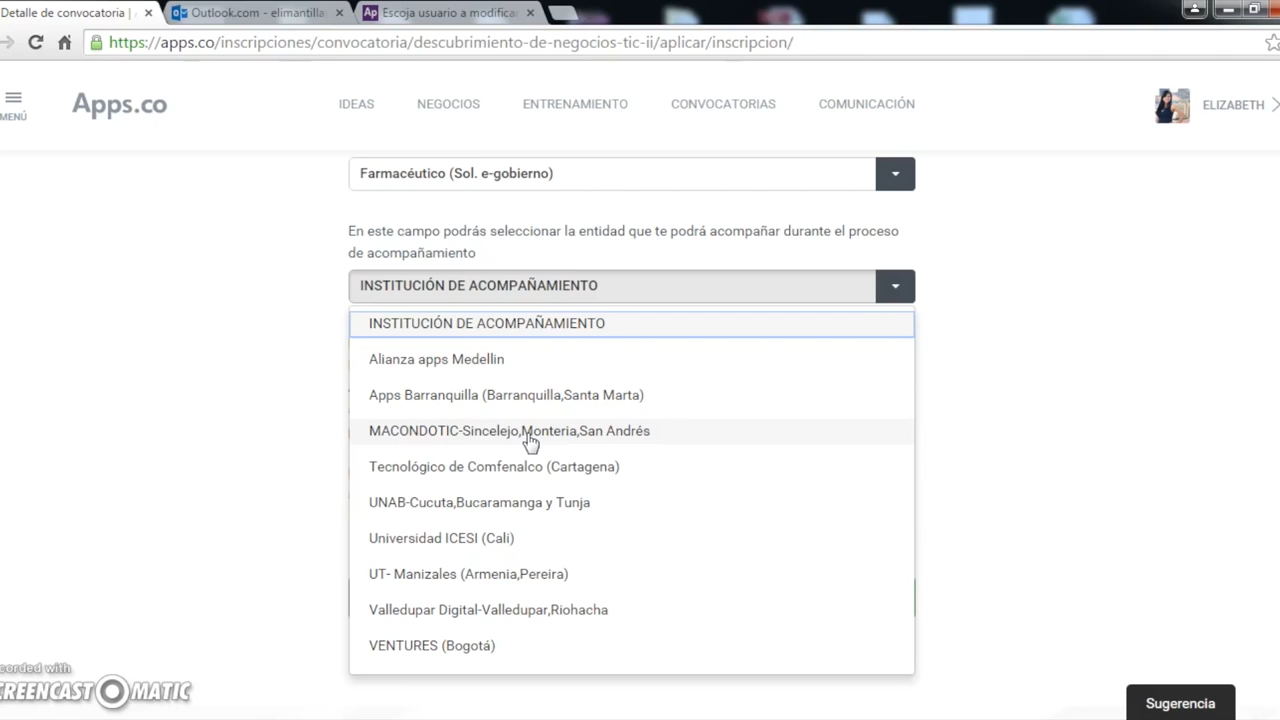 Detalle de convocatoria |
Outlook.com - elimantilla
Ap Escoja usuario a modificar
https://apps.co/inscripciones/convocatoria/descubrimiento-de-negocios-tic-ii/aplicar/inscripcion/
MENÚ
Apps.co
IDEAS NEGOCIOS ENTRENAMIENTO CONVOCATORIAS COMUNICACIÓN
ELIZABETH
Farmacéutico (Sol. e-gobierno)
En este campo podrás seleccionar la entidad que te podrá acompañar durante el proceso
de acompañamiento
INSTITUCIÓN DE ACOMPAÑAMIENTO
INSTITUCIÓN DE ACOMPAÑAMIENTO
Alianza apps Medellin
Apps Barranquilla (Barranquilla,Santa Marta)
MACONDOTIC-Sincelejo,Monteria,San Andrés
Tecnológico de Comfenalco (Cartagena)
UNAB-Cucuta,Bucaramanga y Tunja
Universidad ICESI (Cali)
UT- Manizales (Armenia,Pereira)
Valledupar Digital-Valledupar,Riohacha
VENTURES (Bogotá)
corded with
CREENCAST MATIC
Sugerencia